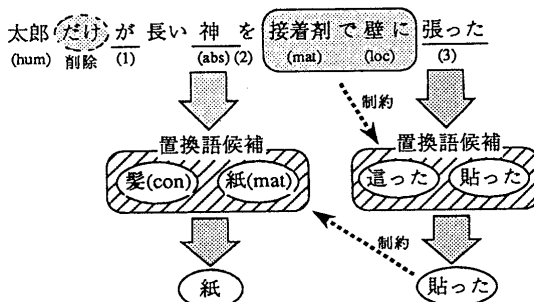 太郎 だけ が 長い 神 を 接着剤 で 壁 に 張った
(hum) 削除 (1) (abs) (2) (mat) (loc) (3)
制約
置換語候補 置換語候補
髪(con) 紙(mat) 這った 貼った
制約
紙 貼った